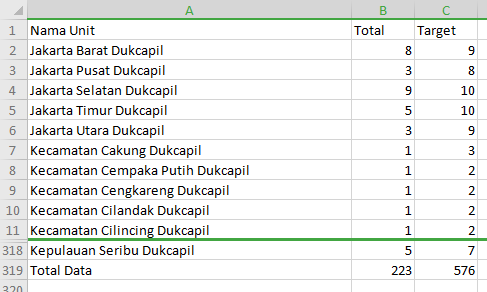 A B C
1 Nama Unit Total Target
2 Jakarta Barat Dukcapil 8 9
3 Jakarta Pusat Dukcapil 3 8
4 Jakarta Selatan Dukcapil 9 10
5 Jakarta Timur Dukcapil 5 10
6 Jakarta Utara Dukcapil 3 9
7 Kecamatan Cakung Dukcapil 1 3
8 Kecamatan Cempaka Putih Dukcapil 1 2
9 Kecamatan Cengkareng Dukcapil 1 2
10 Kecamatan Cilandak Dukcapil 1 2
11 Kecamatan Cilincing Dukcapil 1 2
318 Kepulauan Seribu Dukcapil 5 7
319 Total Data 223 576
320